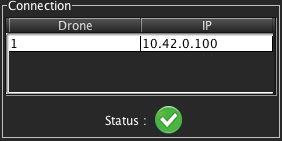 Connection
Drone IP
1 10.42.0.100
Status :